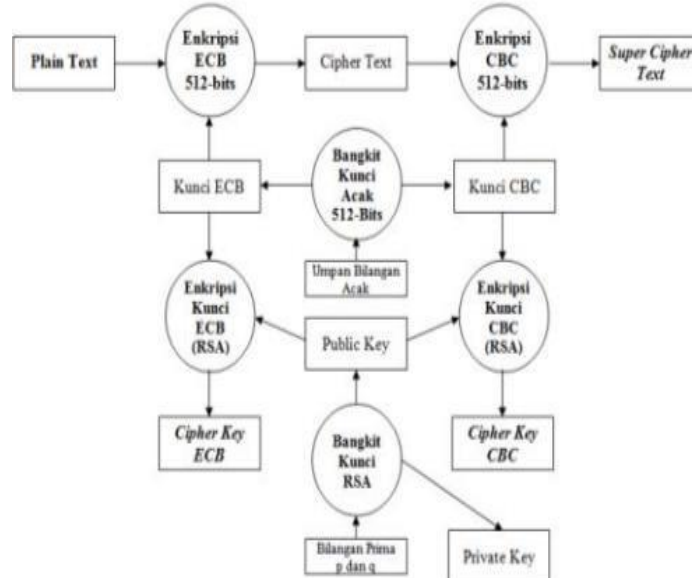 Plain Text
Enkripsi
ECB
512-bits
Cipher Text
Enkripsi
CBC
512-bits
Super Cipher
Text
Kunci ECB
Bangkit
Kunci
Acak
512-Bits
Kunci CBC
Umpan Bilangan
Acak
Enkripsi
Kunci
ECB
(RSA)
Public Key
Enkripsi
Kunci
CBC
(RSA)
Cipher Key
ECB
Bangkit
Kunci
RSA
Cipher Key
CBC
Bilangan Prima
p dan q
Private Key